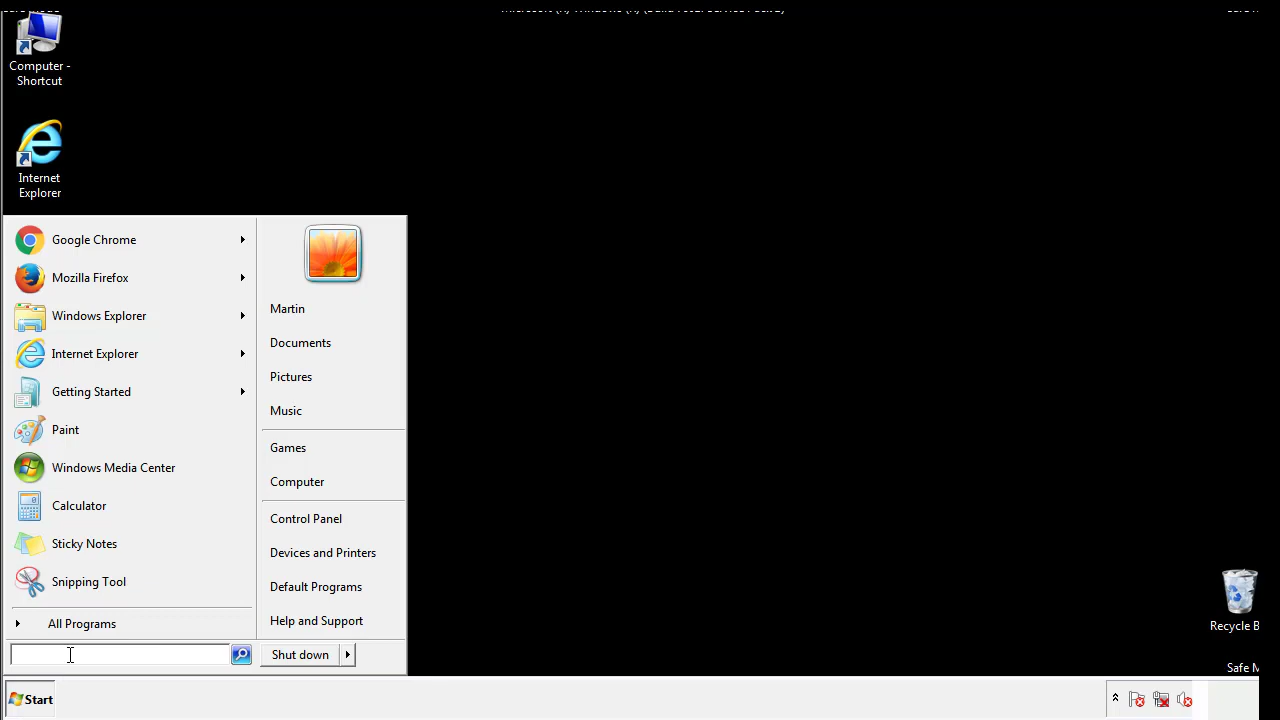 Computer -
Shortcut
Internet
Explorer
Google Chrome
Mozilla Firefox
Windows Explorer
Internet Explorer
Getting Started
Paint
Windows Media Center
Calculator
Sticky Notes
Snipping Tool
All Programs
Martin
Documents
Pictures
Music
Games
Computer
Control Panel
Devices and Printers
Default Programs
Help and Support
Shut down
Recycle B
Safe M
Start